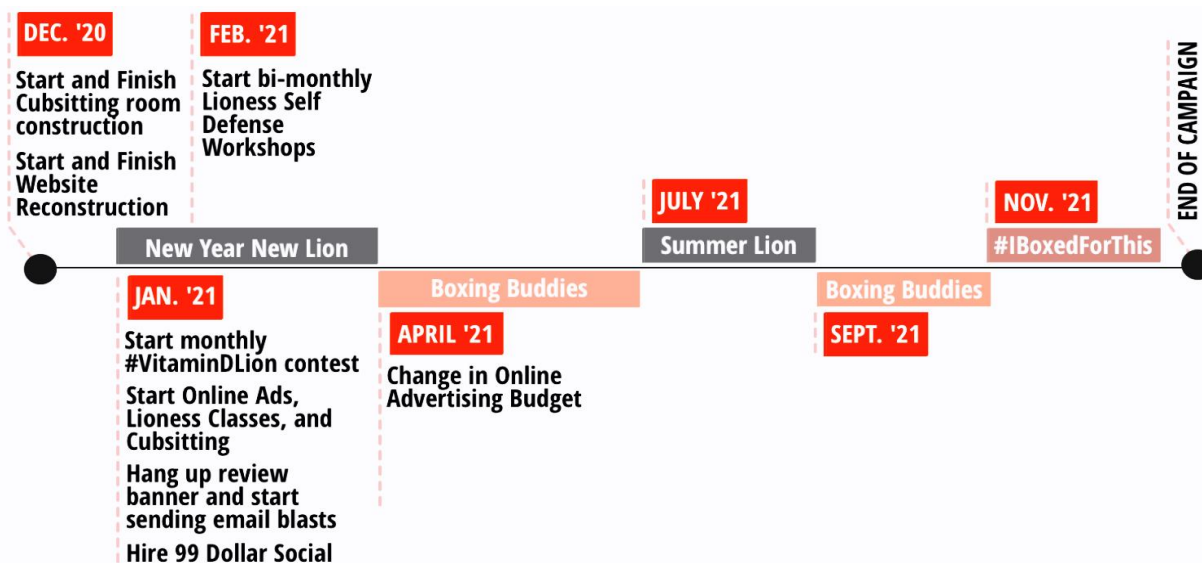 DEC. '20
Start and Finish
Cubsitting room
construction
Start and Finish
Website
Reconstruction
FEB. '21
Start bi-monthly
Lioness Self
Defense
Workshops
New Year New Lion
JAN. '21
Start monthly
#VitaminDLion contest
Start Online Ads,
Lioness Classes, and
Cubsitting
Hang up review
banner and start
sending email blasts
Hire 99 Dollar Social
Boxing Buddies
APRIL '21
Change in Online
Advertising Budget
JULY '21
Summer Lion
Boxing Buddies
SEPT. '21
NOV. '21
#IBoxedForThis
END OF CAMPAIGN